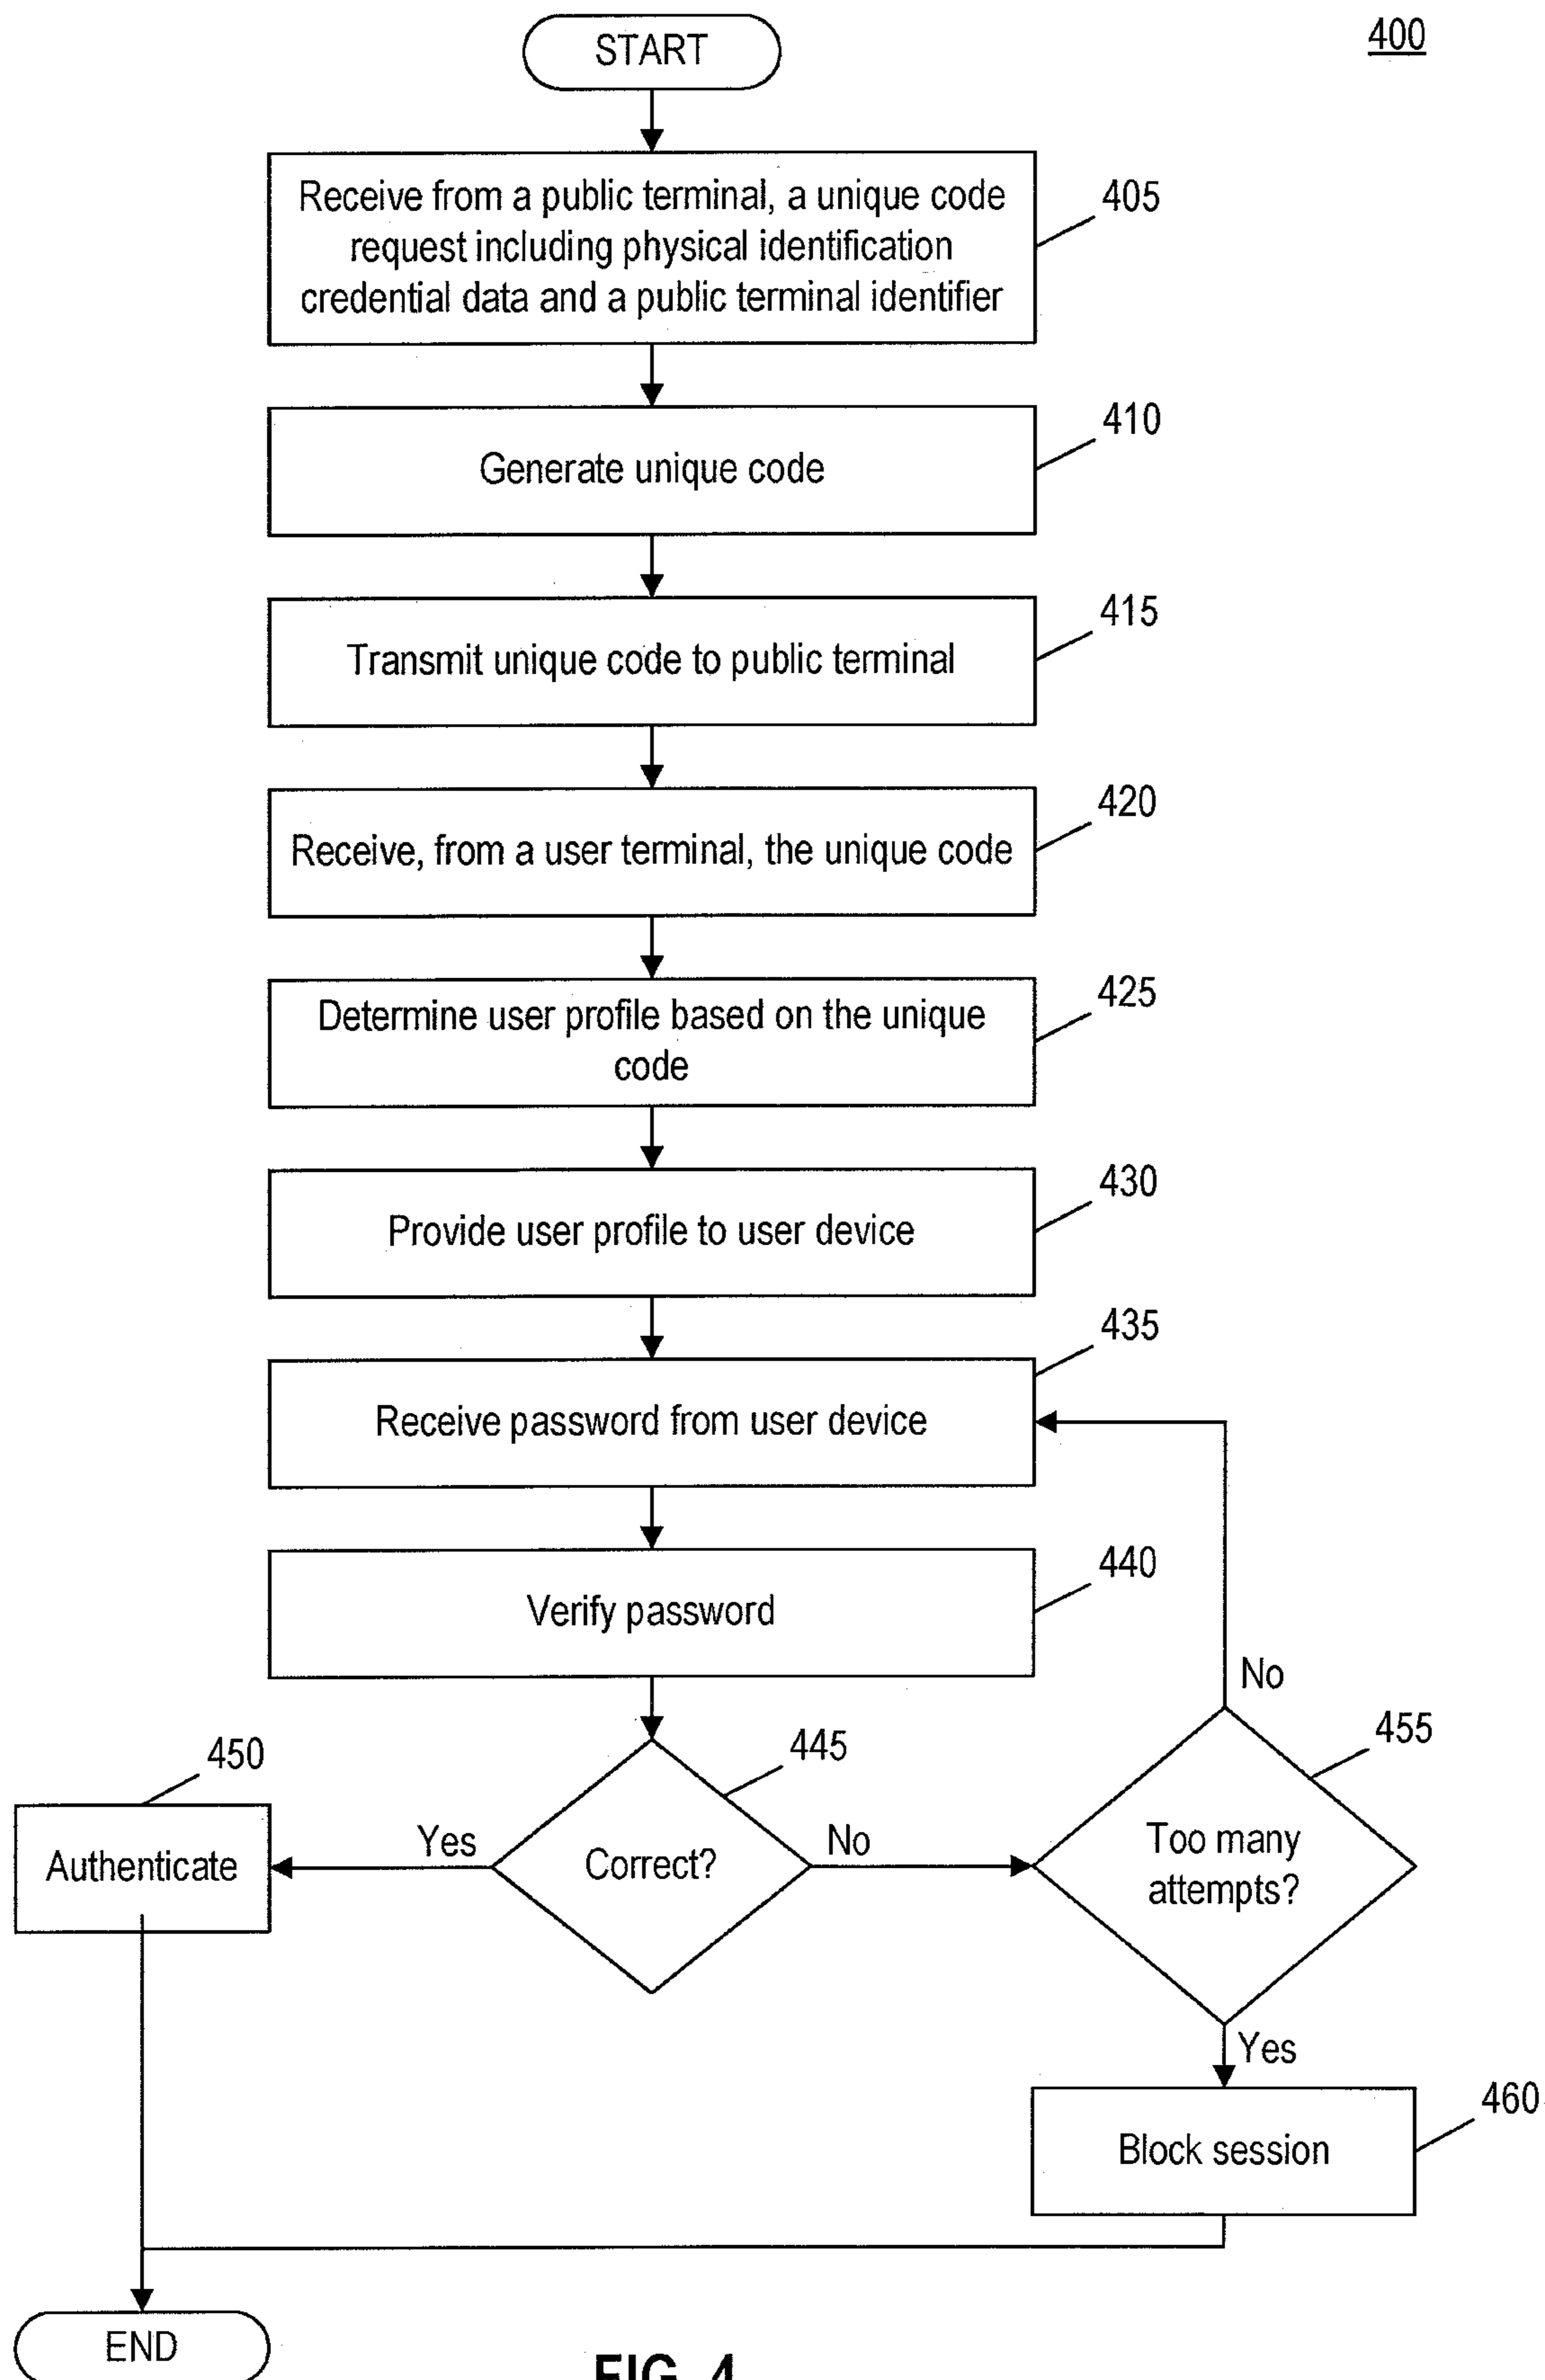 START
400
Receive from a public terminal, a unique code
request including physical identification
credential data and a public terminal identifier
405
Generate unique code
410
Transmit unique code to public terminal
415
Receive, from a user terminal, the unique code
420
Determine user profile based on the unique
code
425
Provide user profile to user device
430
Receive password from user device
435
Verify password
440
No
Correct?
445
Yes
No
Authenticate
450
Too many
attempts?
455
Yes
Block session
460
END
FIG. 4